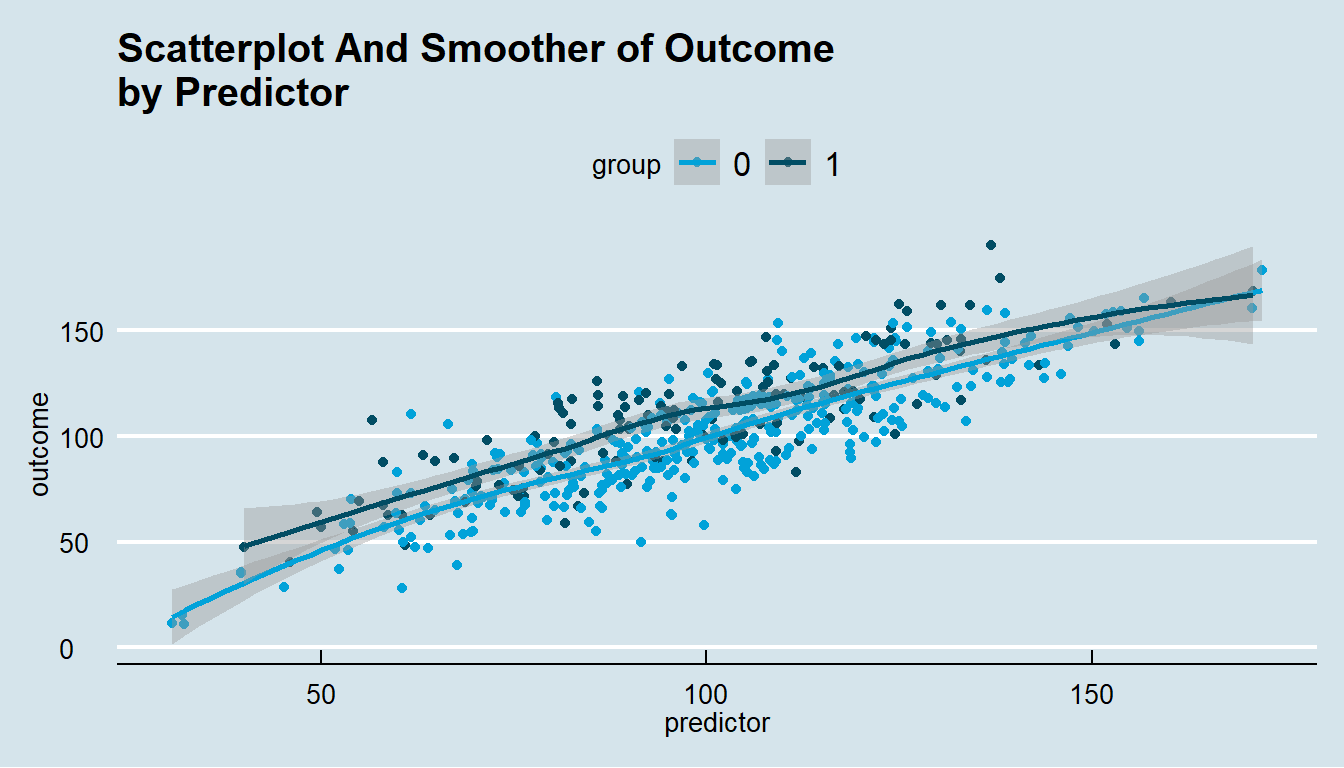 Scatterplot And Smoother of Outcome
by Predictor
group 0 1
150
100
50
0
outcome
50 100 150
predictor